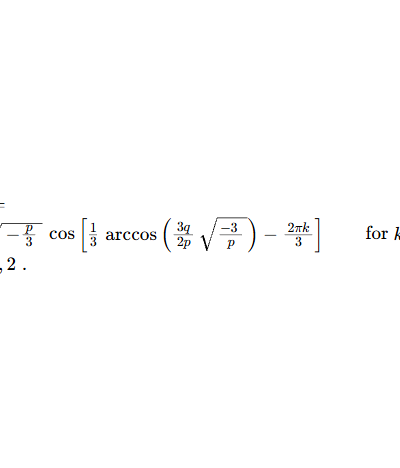 =
√−p/3 cos [1/3 arccos (3q/2p √−3/p) − 2πk/3] for k
, 2 .